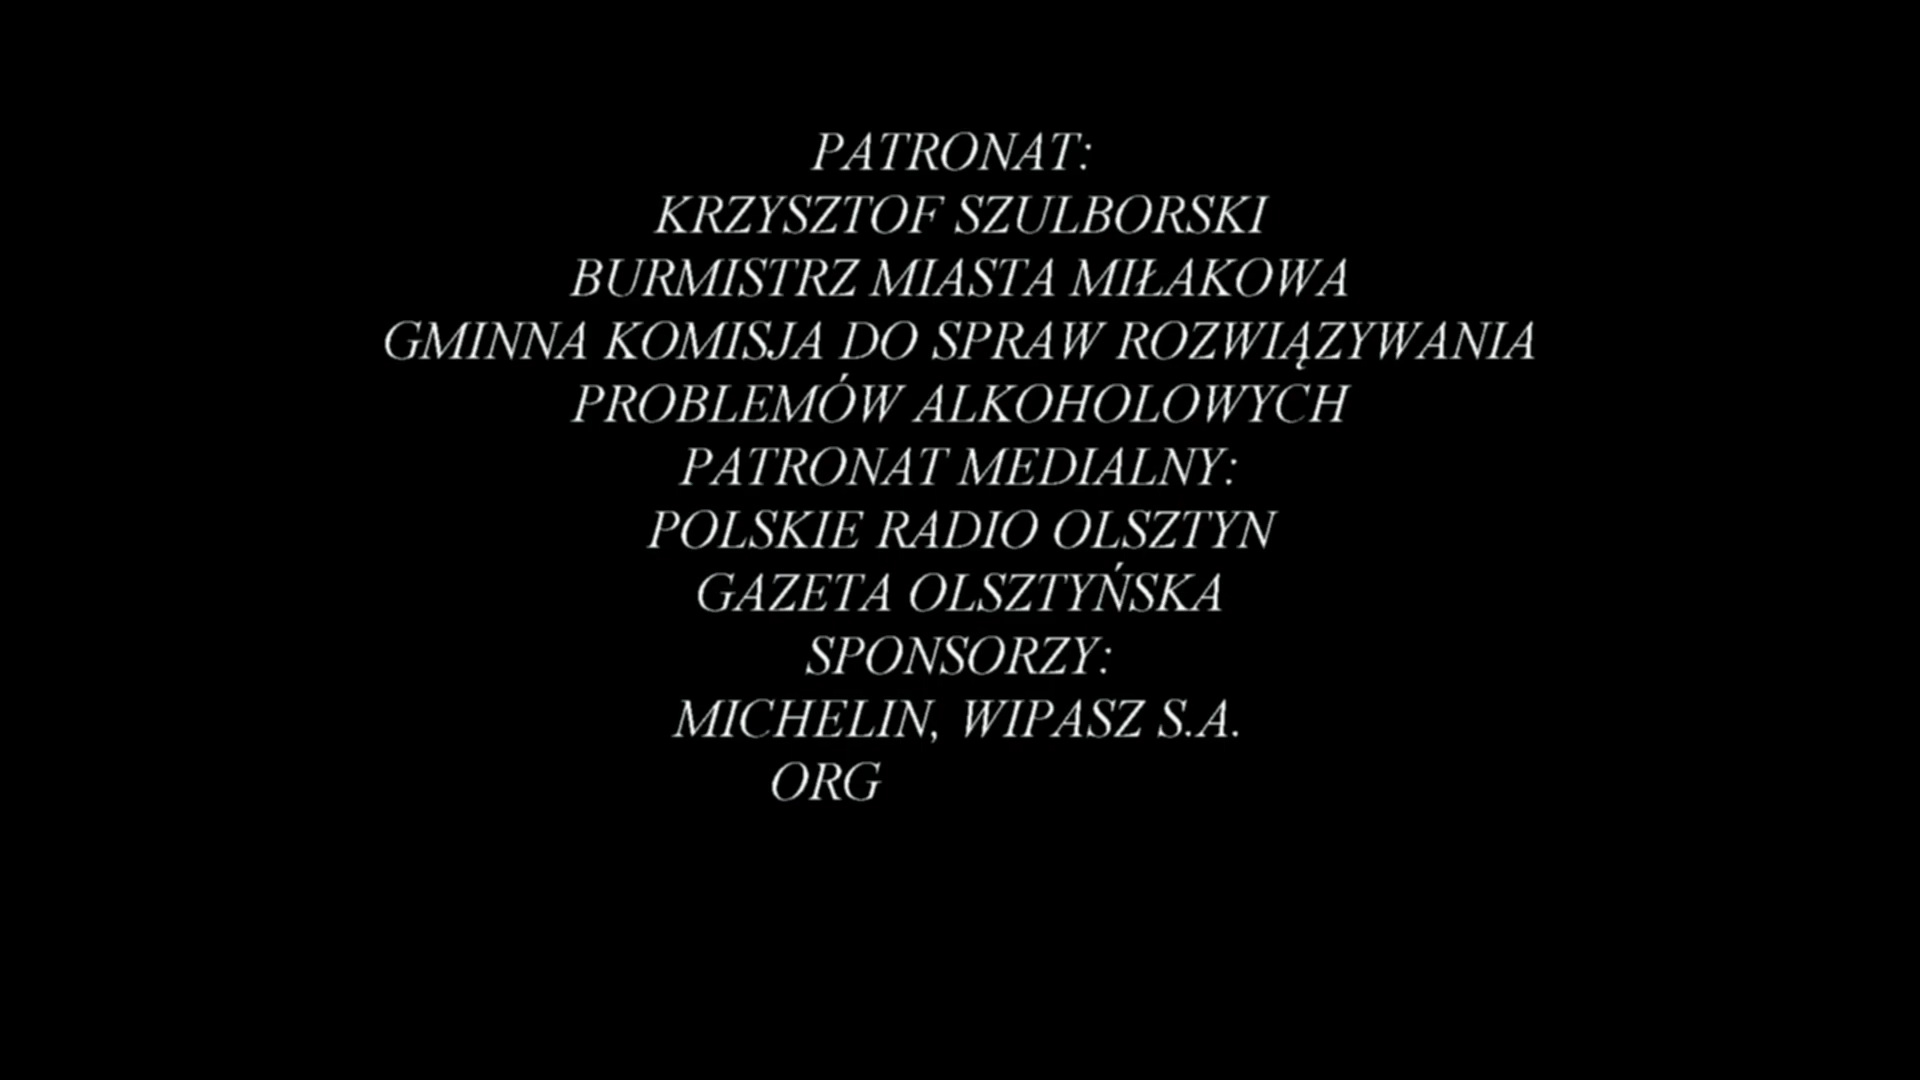 PATRONAT:
KRZYSZTOF SZULBORSKI
BURMISTRZ MIASTA MIŁAKOWA
GMINNA KOMISJA DO SPRAW ROZWIĄZYWANIA
PROBLEMÓW ALKOHOLOWYCH
PATRONAT MEDIALNY:
POLSKIE RADIO OLSZTYN
GAZETA OLSZTYŃSKA
SPONSORZY:
MICHELIN, WIPASZ S.A.
ORG